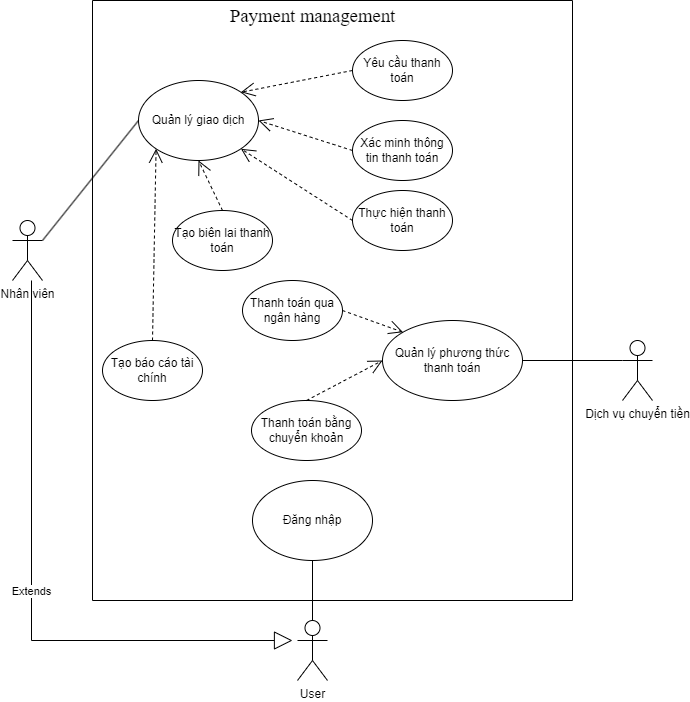 Payment management
Yêu cầu thanh
toán
Quản lý giao dịch
Xác minh thông
tin thanh toán
Thực hiện thanh
toán
Tạo biên lai thanh
toán
Nhân viên
Thanh toán qua
ngân hàng
Tạo báo cáo tài
chính
Quản lý phương thức
thanh toán
Dịch vụ chuyển tiền
Thanh toán bằng
chuyển khoản
Đăng nhập
Extends
User